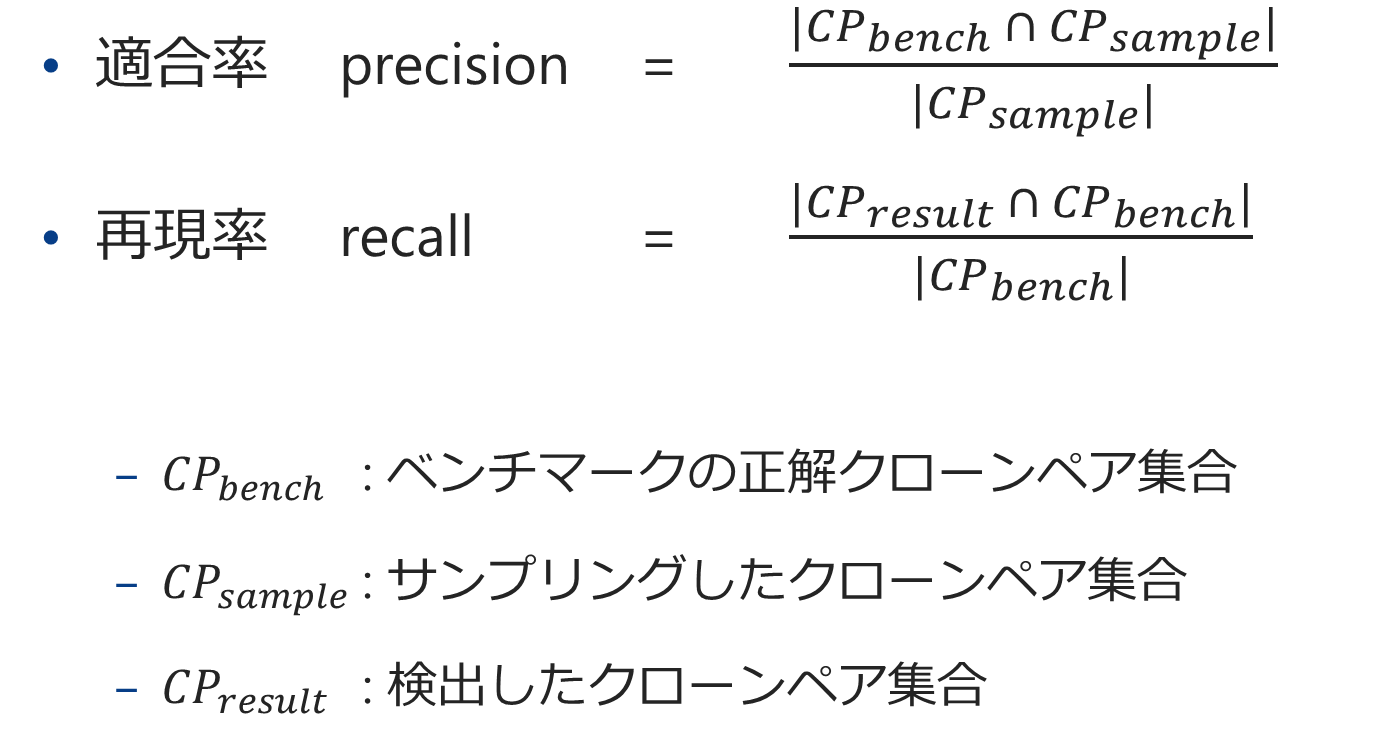 • 適合率 precision = |CP_bench ∩ CP_sample| / |CP_sample|
• 再現率 recall = |CP_result ∩ CP_bench| / |CP_bench|
– CP_bench : ベンチマークの正解クローンペア集合
– CP_sample : サンプリングしたクローンペア集合
– CP_result : 検出したクローンペア集合